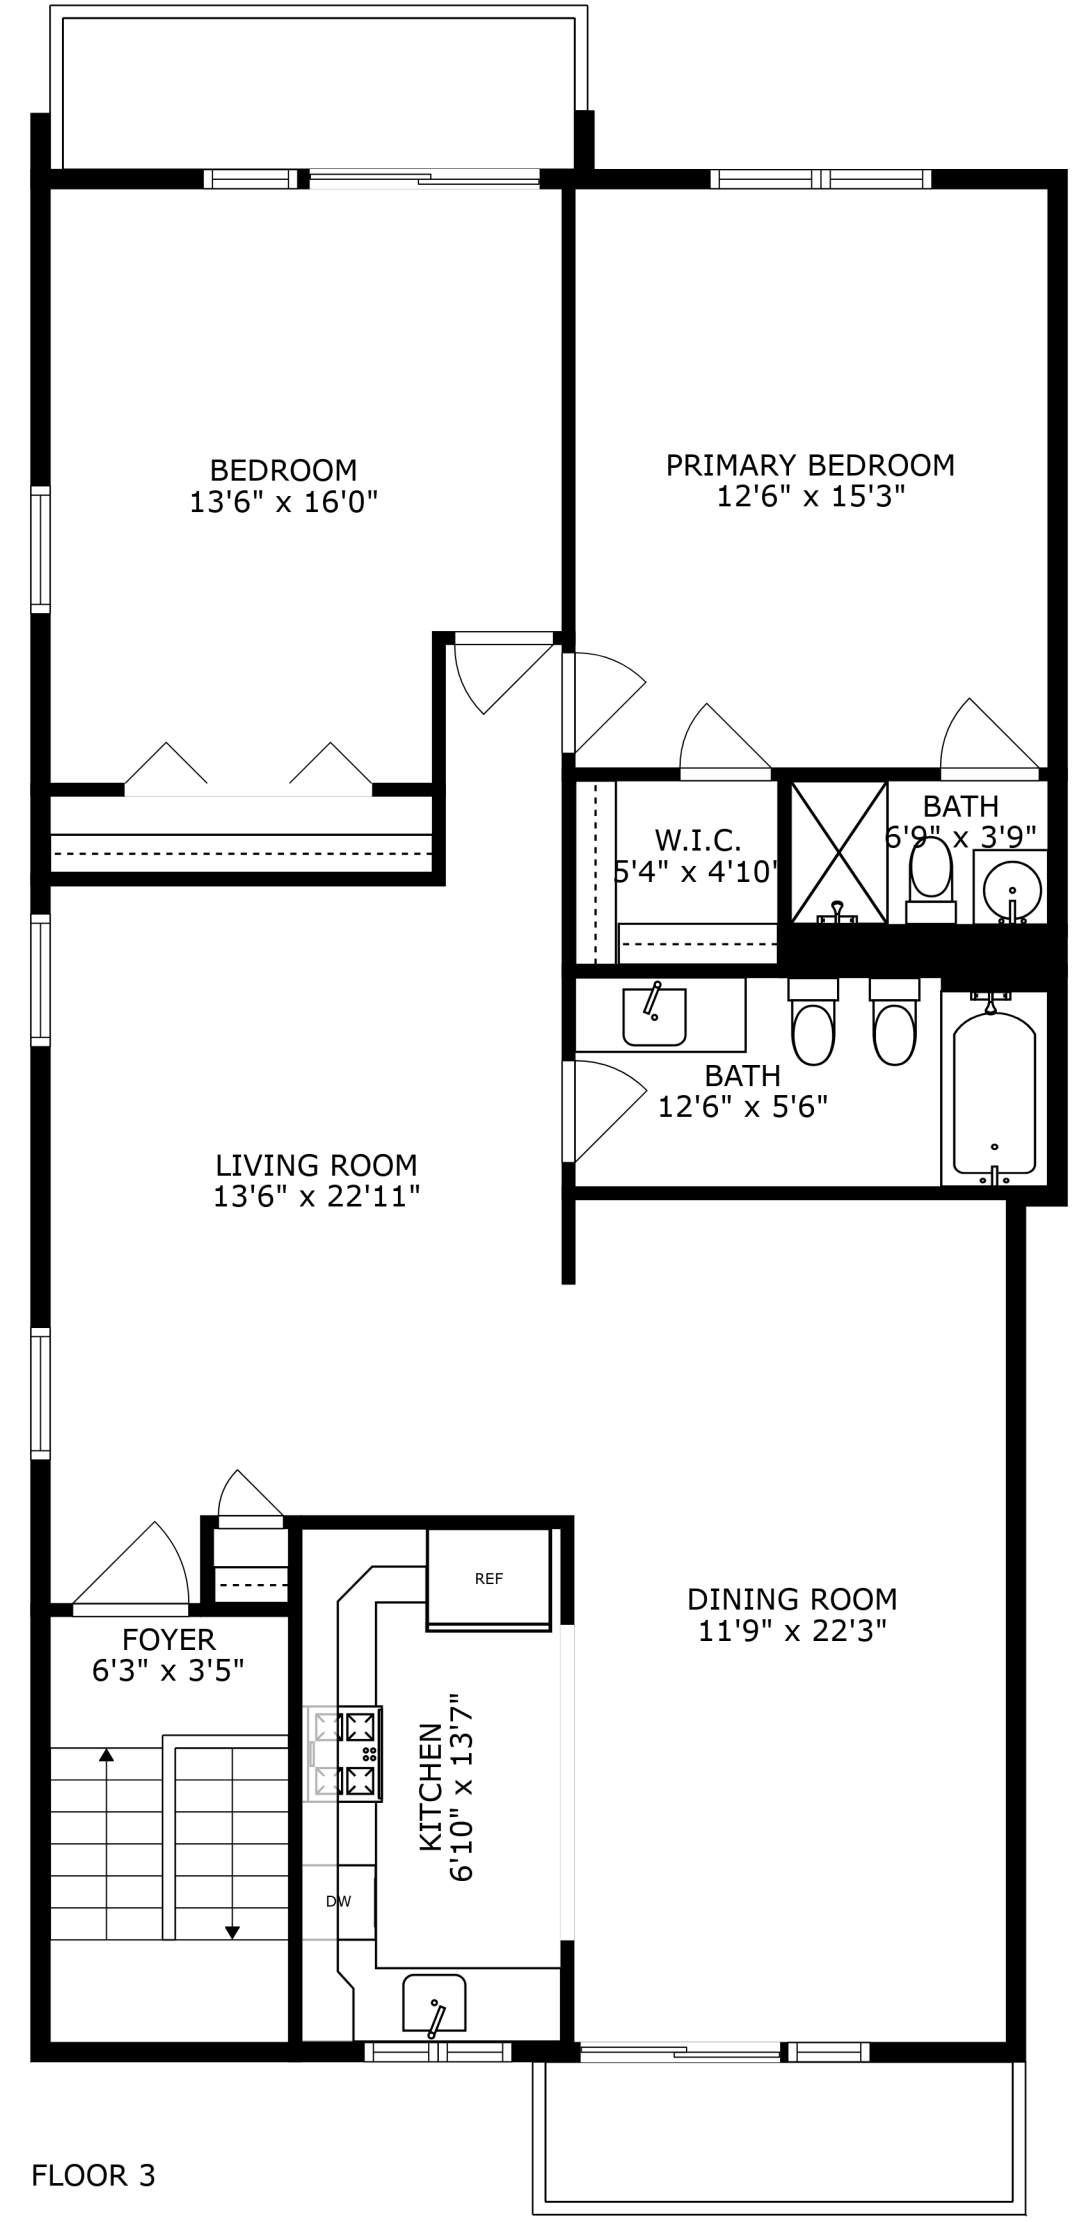 BEDROOM
13'6" x 16'0"
PRIMARY BEDROOM
12'6" x 15'3"
BATH
6'9" x 3'9"
W.I.C.
5'4" x 4'10"
BATH
12'6" x 5'6"
LIVING ROOM
13'6" x 22'11"
REF
DINING ROOM
11'9" x 22'3"
FOYER
6'3" x 3'5"
KITCHEN
6'10" x 13'7"
DW
FLOOR 3